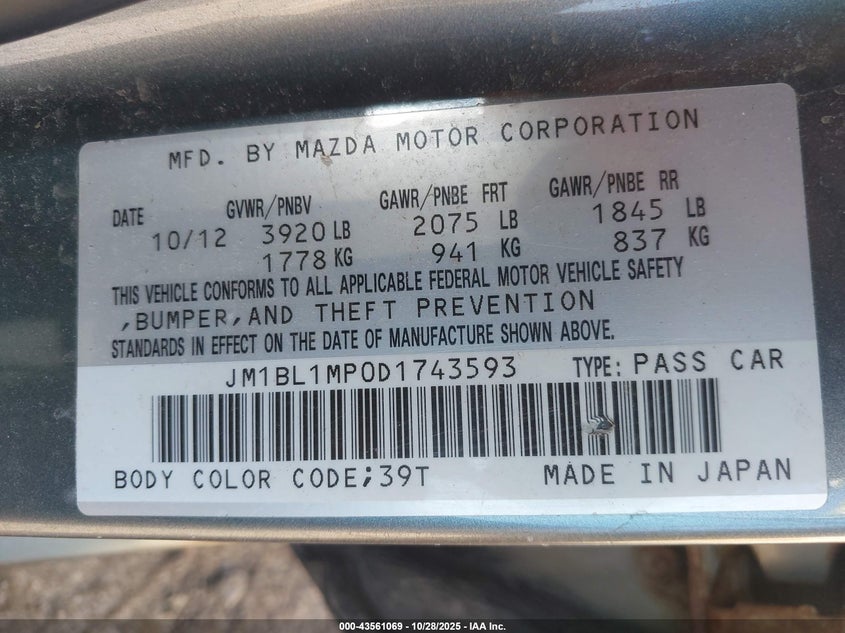 MFD. BY MAZDA MOTOR CORPORATION
DATE GVWR/PNBV GAWR/PNBE FRT GAWR/PNBE RR
10/12 3920 LB 2075 LB 1845 LB
1778 KG 941 KG 837 KG
THIS VEHICLE CONFORMS TO ALL APPLICABLE FEDERAL MOTOR VEHICLE SAFETY
,BUMPER,AND THEFT PREVENTION
STANDARDS IN EFFECT ON THE DATE OF MANUFACTURE SHOWN ABOVE.
JM1BL1MP0D1743593 TYPE: PASS CAR
BODY COLOR CODE;39T MADE IN JAPAN
000-43561069 | 10/28/2025 - IAA Inc.